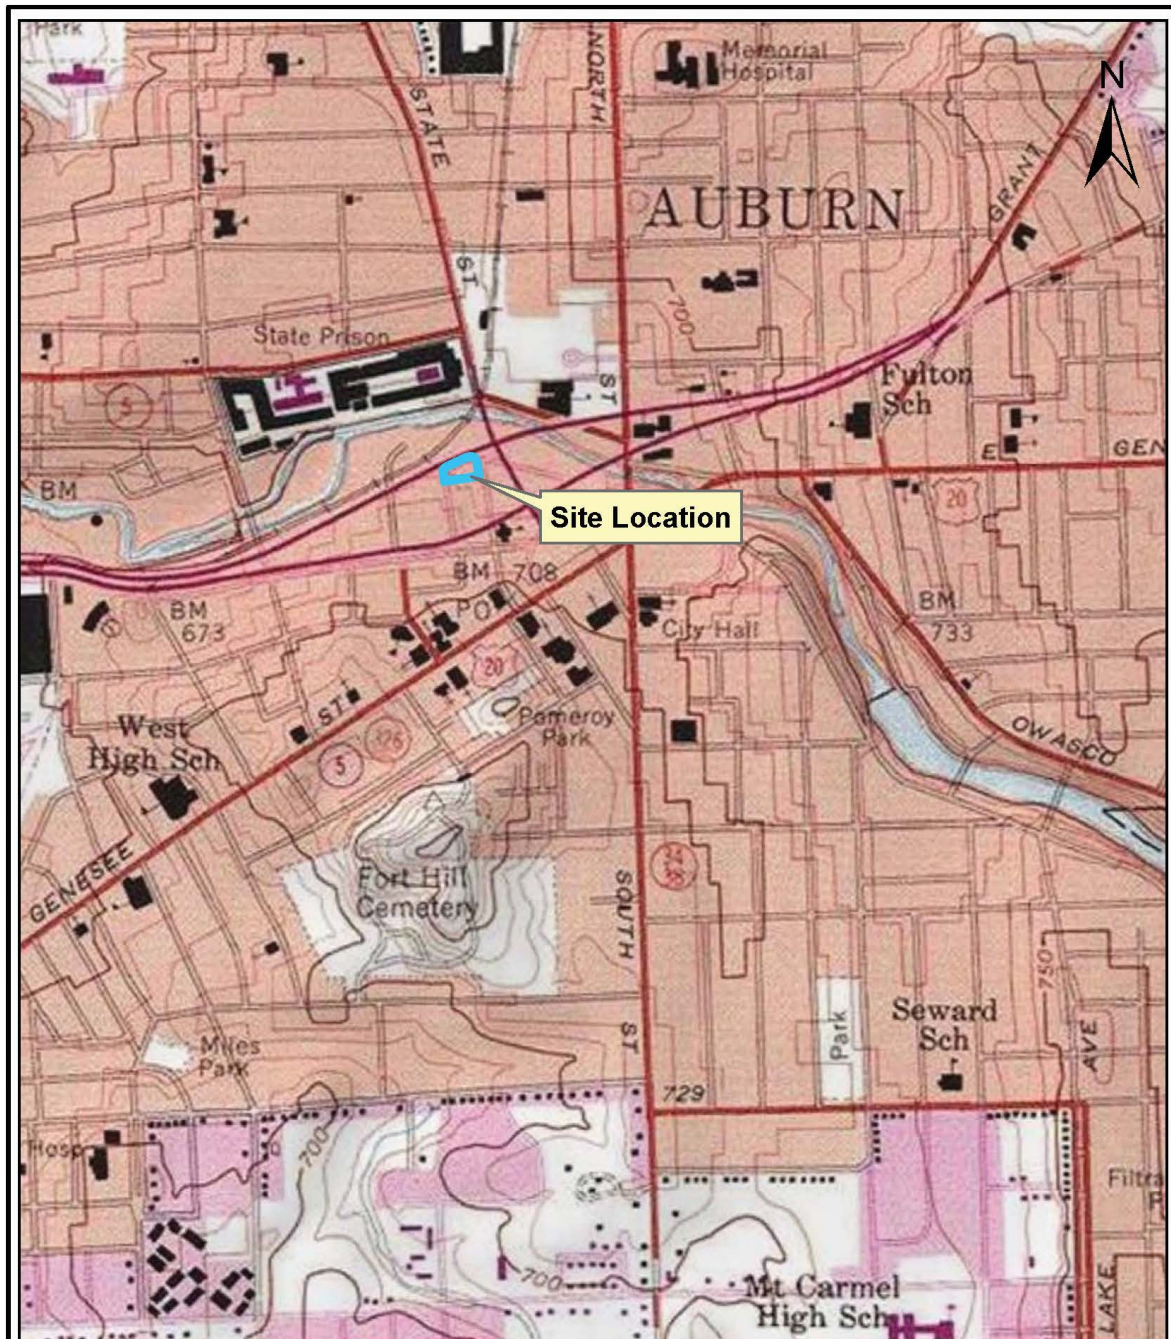 Park
NORTH
Memorial
Hospital
N
STATE
GRANT
AUBURN
ST
700
State Prison
ST
Fulton
Sch
5
E
GEN
BM
20
Site Location
BM
708
BM
673
PO
City Hall
BM
733
20
ST
Pomeroy
Park
West
High Sch
5
326
OWASCO
GENESEE
Fort Hill
Cemetery
SOUTH
750
Seward
Sch
Park
ST
AVE
Miles
Park
729
Hosp
700
Filtra
700
Mt Carmel
High Sch
LAKE